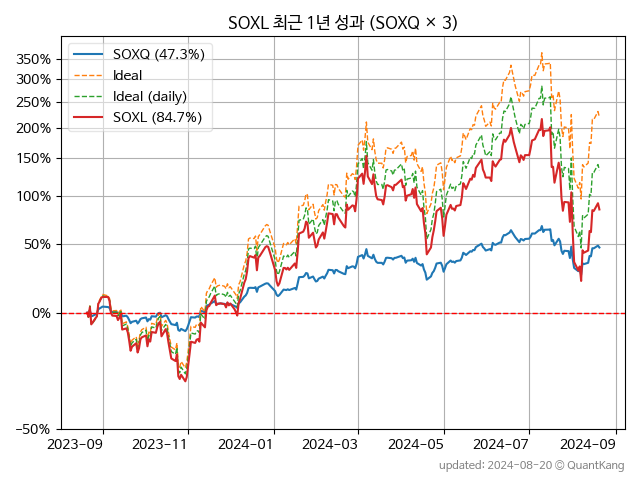 SOXL 최근 1년 성과 (SOXQ × 3)
SOXQ (47.3%)
Ideal
Ideal (daily)
SOXL (84.7%)
350%
300%
250%
200%
150%
100%
50%
0%
−50%
2023-09 2023-11 2024-01 2024-03 2024-05 2024-07 2024-09
updated: 2024-08-20 © QuantKang